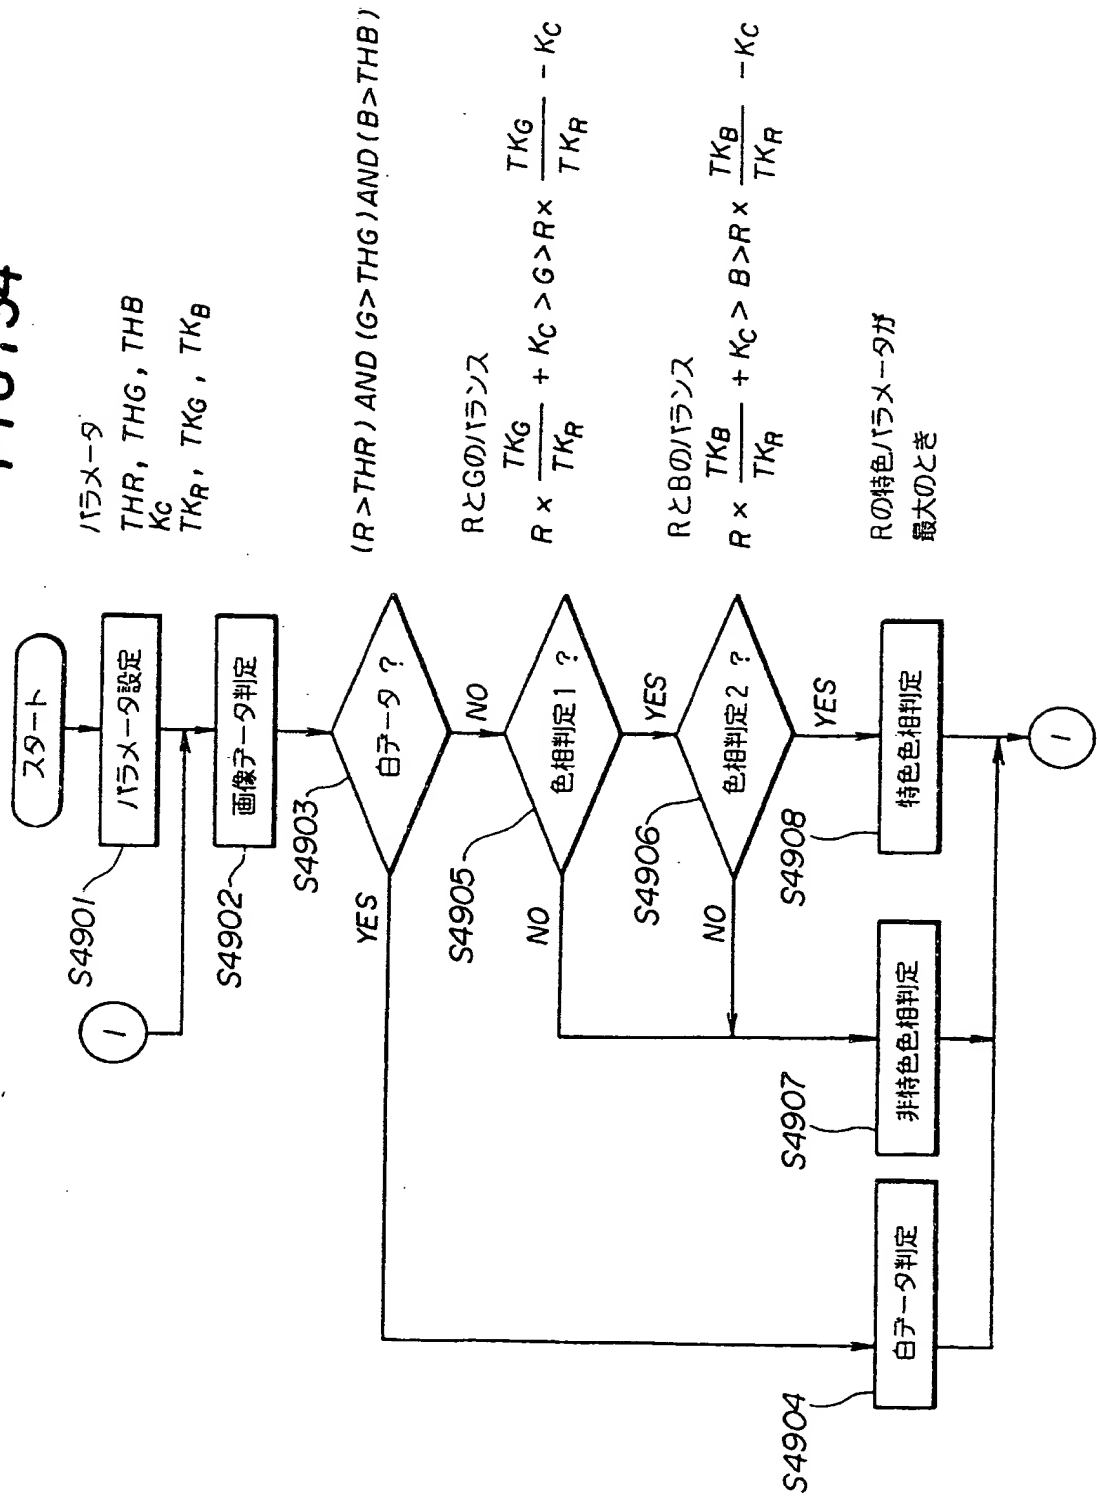 FIG. 54
スタート
パラメータ
S4901
パラメータ設定
THR, THG, THB
KC
TKR, TKG, TKB
1
S4902
画像データ判定
S4903
白データ ?
(R>THR) AND (G>THG) AND (B>THB)
YES
NO
RとGのバランス
S4905
色相判定1 ?
R × TKG/TKR + KC > G > R × TKG/TKR - KC
NO
YES
RとBのバランス
S4906
色相判定2 ?
R × TKB/TKR + KC > B > R × TKB/TKR - KC
NO
YES
S4904
白データ判定
S4907
非特色色相判定
S4908
特色色相判定
Rの特色パラメータが
最大のとき
1